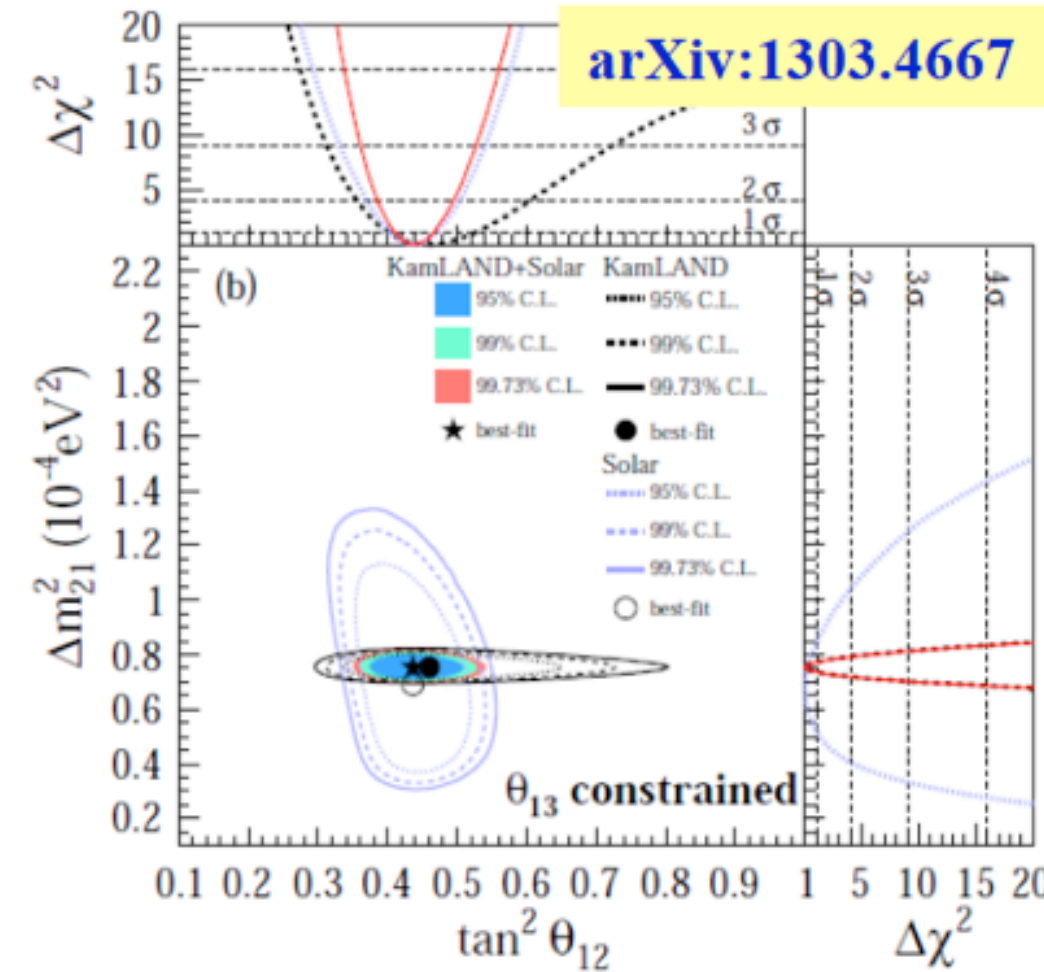 arXiv:1303.4667
20
15
10
5
Δχ²
3 σ
2 σ
1 σ
(b)
KamLAND+Solar
95% C.L.
99% C.L.
99.73% C.L.
best-fit
KamLAND
95% C.L.
99% C.L.
99.73% C.L.
best-fit
Solar
95% C.L.
99% C.L.
99.73% C.L.
best-fit
θ₁₃ constrained
2.2
2
1.8
1.6
1.4
1.2
1
0.8
0.6
0.4
0.2
Δm²₂₁ (10⁻⁴eV²)
1σ
2σ
3σ
4σ
0.1 0.2 0.3 0.4 0.5 0.6 0.7 0.8 0.9 1 5 10 15 20
tan² θ₁₂
Δχ²